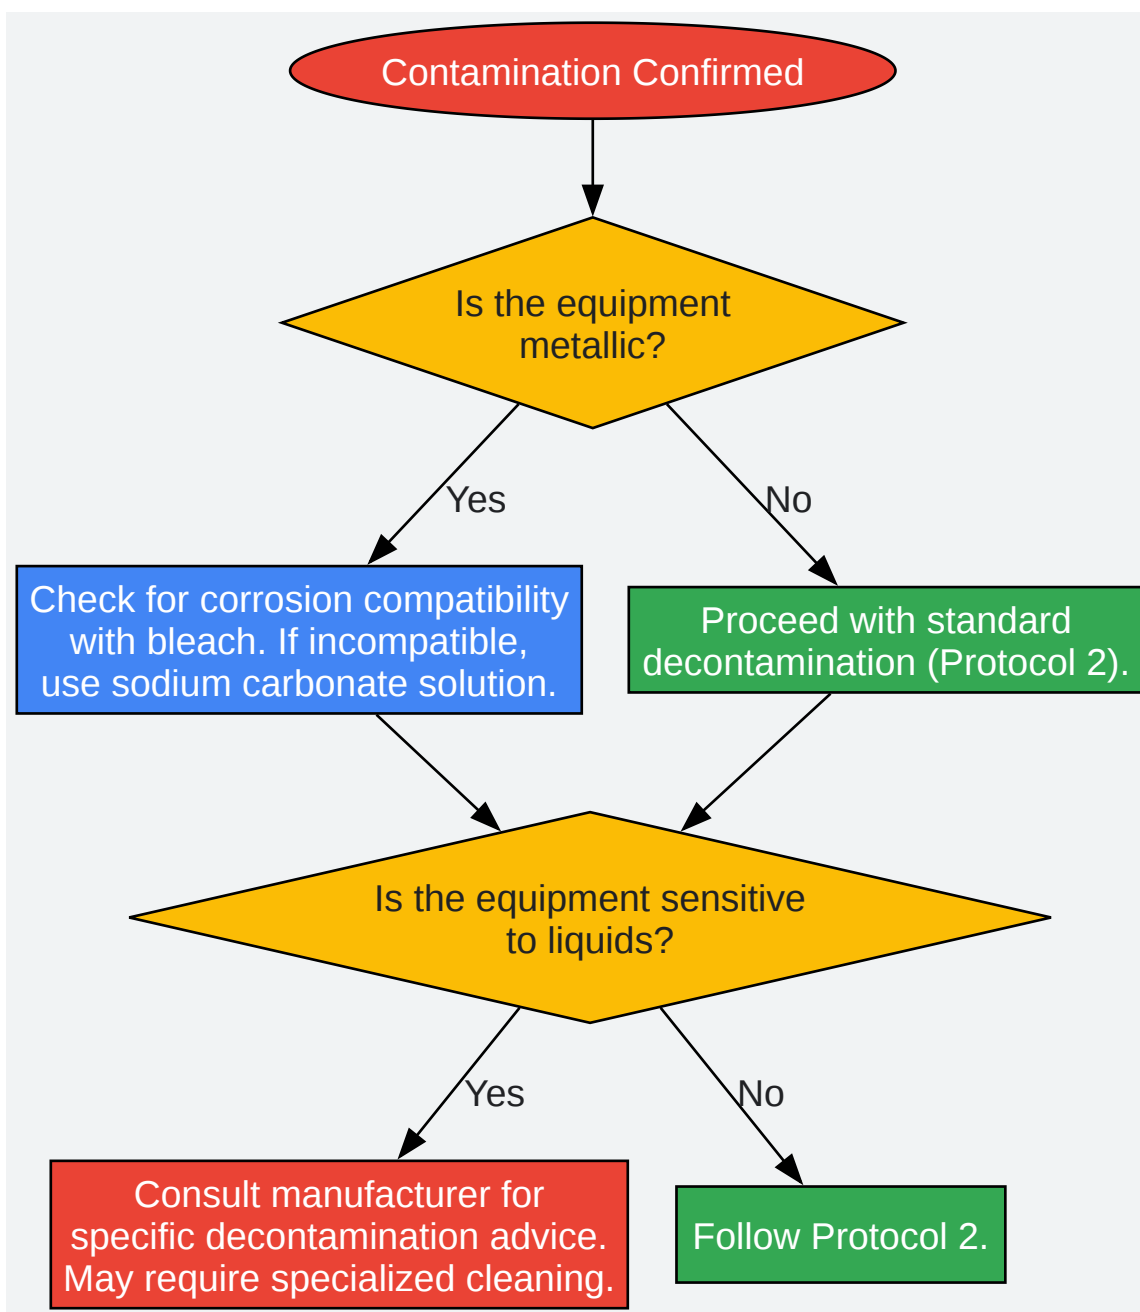 Contamination Confirmed
Is the equipment
metallic?
Yes
No
Check for corrosion compatibility
with bleach. If incompatible,
use sodium carbonate solution.
Proceed with standard
decontamination (Protocol 2).
Is the equipment sensitive
to liquids?
Yes
No
Consult manufacturer for
specific decontamination advice.
May require specialized cleaning.
Follow Protocol 2.